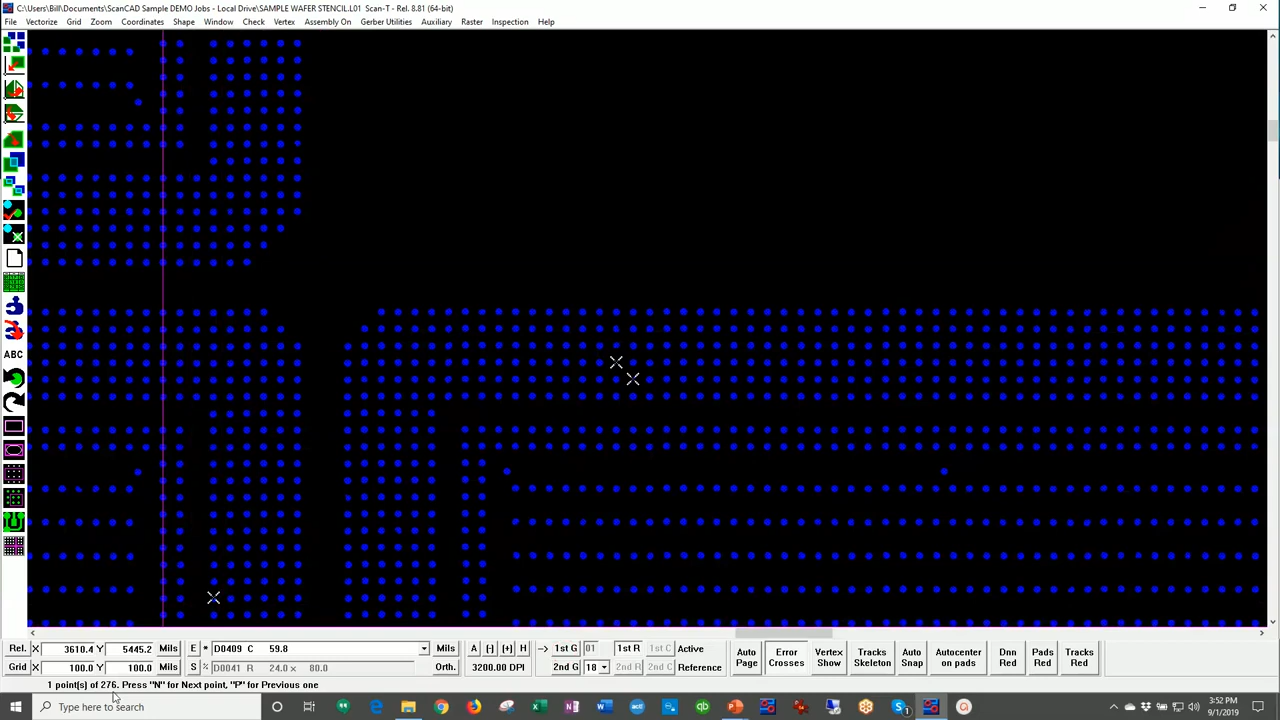 C:\Users\Bill\Documents\ScanCAD Sample DEMO Jobs - Local Drive\SAMPLE WAFER STENCIL.L01 Scan-T - Rel. 8.81 (64-bit)
File Vectorize Grid Zoom Coordinates Shape Window Check Vertex Assembly On Gerber Utilities Auxiliary Raster Inspection Help
ABC
Rel. X 3610.4 Y 5445.2 Mils E * D0409 C 59.8 Mils A [-] [+] H --> 1st G 01 1st R 1st C Active
Grid X 100.0 Y 100.0 Mils S % D0041 R 24.0 x 80.0 Orth. 3200.00 DPI 2nd G 18 2nd R 2nd C Reference
Auto Page Error Crosses Vertex Show Tracks Skeleton Auto Snap Autocenter on pads Dnn Red Pads Red Tracks Red
1 point(s) of 276. Press "N" for Next point, "P" for Previous one
Type here to search
3:52 PM
9/1/2019